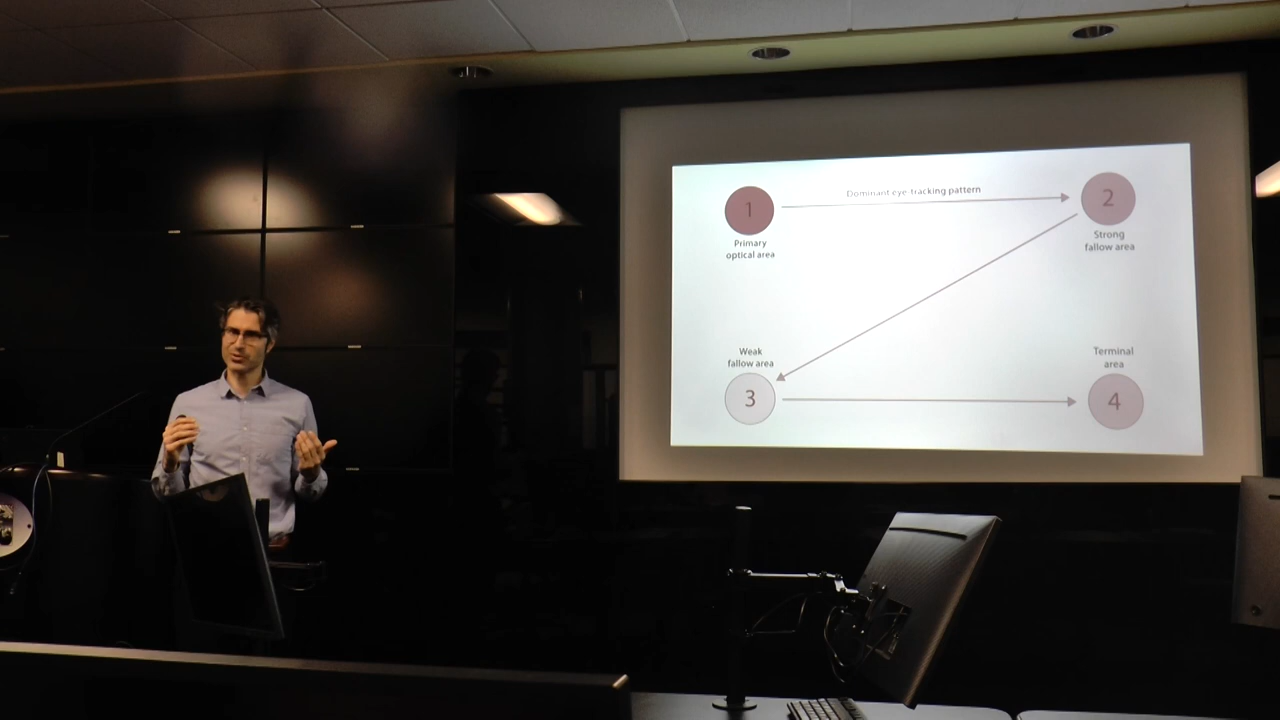 Dominant eye-tracking pattern
1
2
Primary
optical area
Strong
fallow area
Weak
fallow area
Terminal
area
3
4